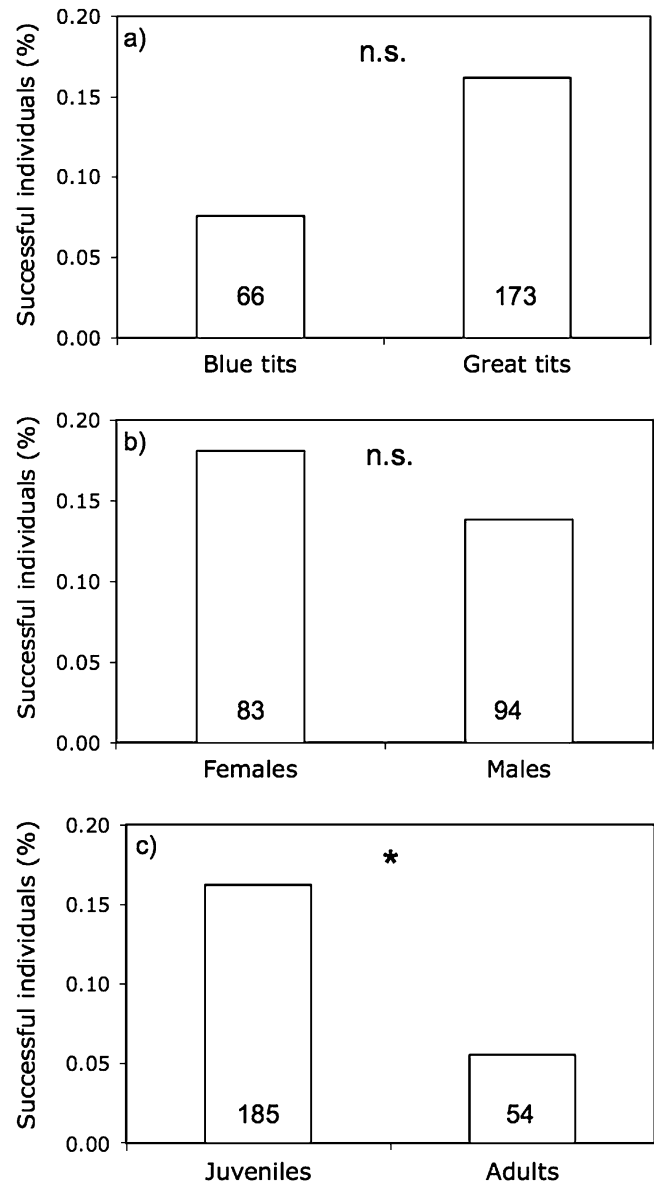 a)
n.s.
Successful individuals (%)
0.20
0.15
0.10
0.05
0.00
66
173
Blue tits
Great tits
b)
n.s.
Successful individuals (%)
0.20
0.15
0.10
0.05
0.00
83
94
Females
Males
c)
*
Successful individuals (%)
0.20
0.15
0.10
0.05
0.00
185
54
Juveniles
Adults